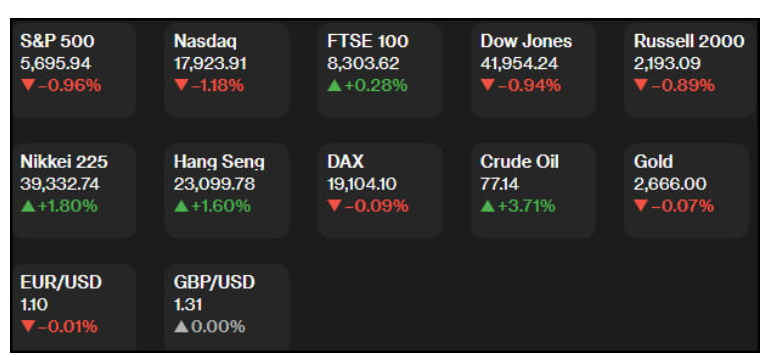 S&P 500
5,695.94
▼-0.96%
Nasdaq
17,923.91
▼-1.18%
FTSE 100
8,303.62
▲+0.28%
Dow Jones
41,954.24
▼-0.94%
Russell 2000
2,193.09
▼-0.89%
Nikkei 225
39,332.74
▲+1.80%
Hang Seng
23,099.78
▲+1.60%
DAX
19,104.10
▼-0.09%
Crude Oil
77.14
▲+3.71%
Gold
2,666.00
▼-0.07%
EUR/USD
1.10
▼-0.01%
GBP/USD
1.31
▲0.00%